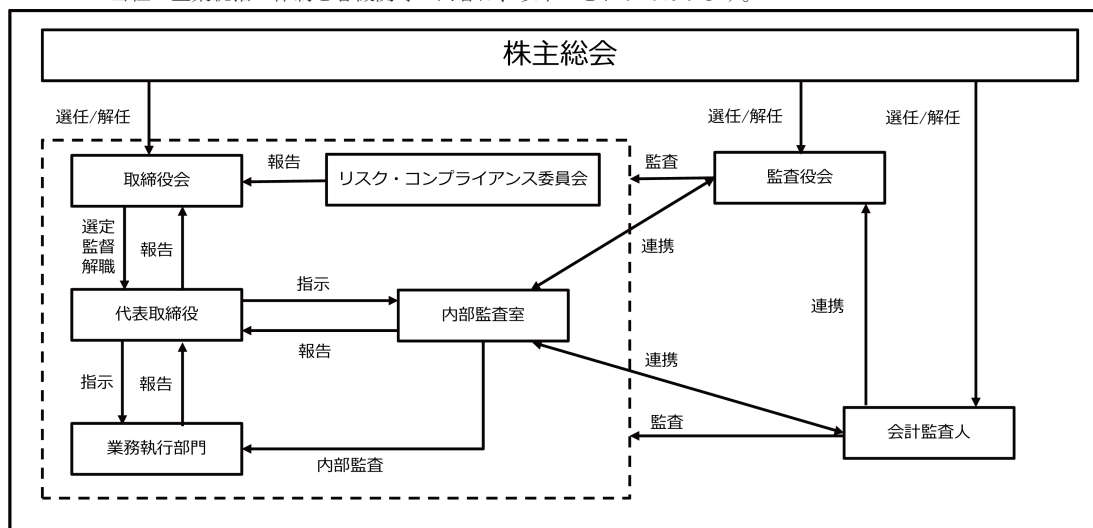 株主総会
選任/解任
選任/解任
選任/解任
取締役会
報告
リスク・コンプライアンス委員会
監査
監査役会
選定
監督
解職
報告
連携
代表取締役
指示
内部監査室
報告
連携
連携
指示
報告
業務執行部門
内部監査
監査
会計監査人